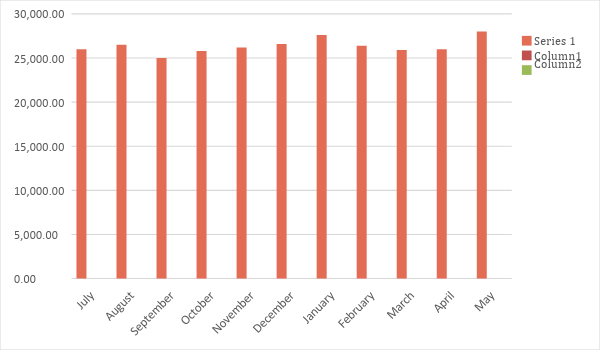 30,000.00
25,000.00
20,000.00
15,000.00
10,000.00
5,000.00
0.00
July
August
September
October
November
December
January
February
March
April
May
Series 1
Column1
Column2